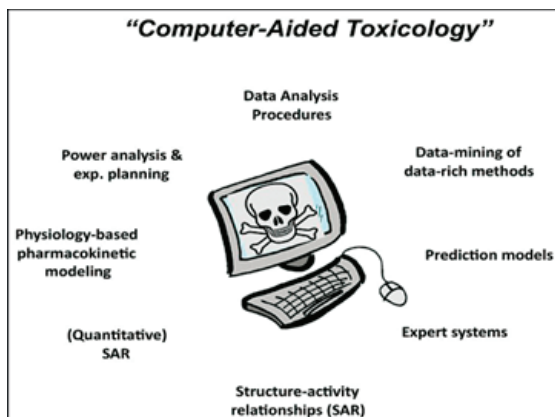 “Computer-Aided Toxicology”
Data Analysis
Procedures
Power analysis &
exp. planning
Data-mining of
data-rich methods
Physiology-based
pharmacokinetic
modeling
Prediction models
(Quantitative)
SAR
Expert systems
Structure-activity
relationships (SAR)